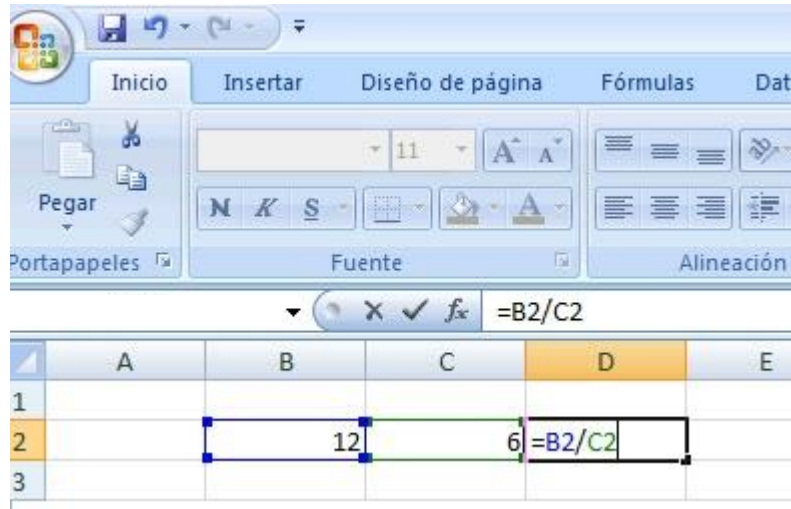 Inicio Insertar Diseño de página Fórmulas Dat
11 A A
Pegar N K S A
Portapapeles Fuente Alineación
fx =B2/C2
A B C D E
1
2 12 6 =B2/C2
3